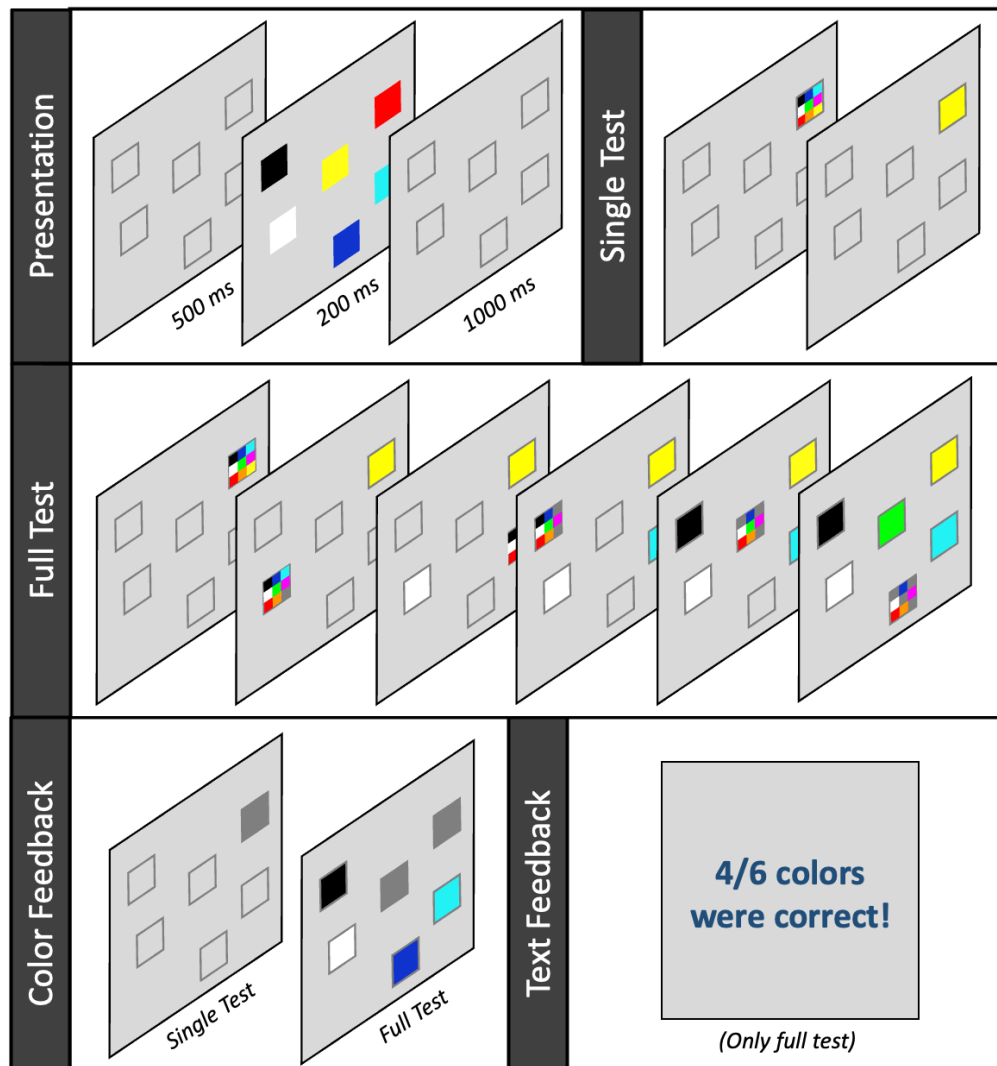 Presentation
500 ms
200 ms
1000 ms
Single Test
Full Test
Color Feedback
Single Test
Full Test
Text Feedback
4/6 colors
were correct!
(Only full test)